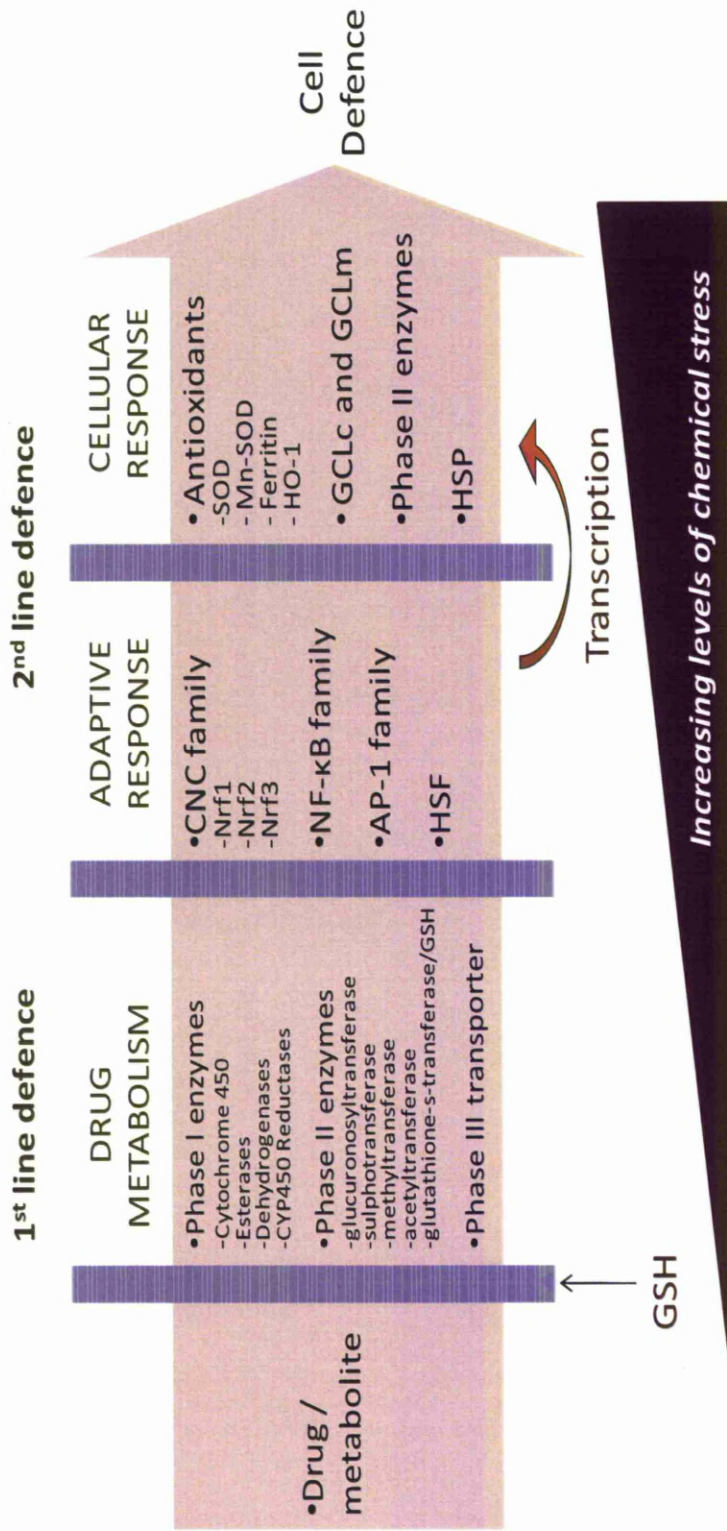 1st line defence
2nd line defence
DRUG
METABOLISM
ADAPTIVE
RESPONSE
CELLULAR
RESPONSE
•Drug /
metabolite
•Phase I enzymes
-Cytochrome 450
-Esterases
-Dehydrogenases
-CYP450 Reductases
•Phase II enzymes
-glucuronosyltransferase
-sulphotransferase
-methyltransferase
-acetyltransferase
-glutathione-s-transferase/GSH
•Phase III transporter
•CNC family
-Nrf1
-Nrf2
-Nrf3
•NF-κB family
•AP-1 family
•HSF
•Antioxidants
-SOD
- Mn-SOD
- Ferritin
- HO-1
•GCLc and GCLm
•Phase II enzymes
•HSP
Cell
Defence
GSH
Transcription
Increasing levels of chemical stress